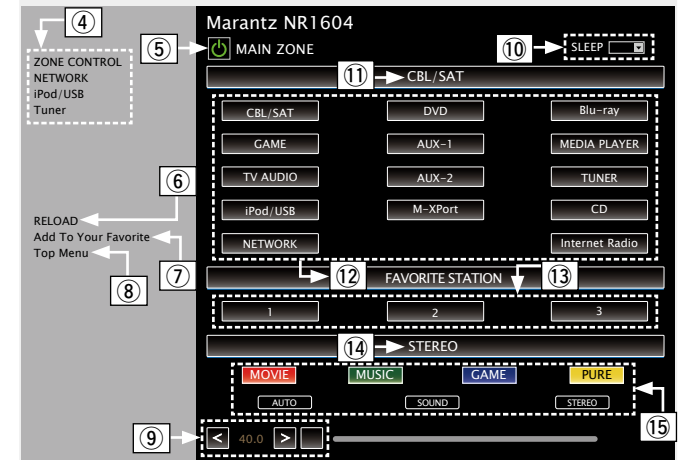 Marantz NR1604
④
⑤ MAIN ZONE ⑩ SLEEP
ZONE CONTROL
NETWORK
iPod/USB
Tuner
⑪ CBL/SAT
CBL/SAT DVD Blu-ray
GAME AUX-1 MEDIA PLAYER
⑥ TV AUDIO AUX-2 TUNER
iPod/USB M-XPort CD
RELOAD
Add To Your Favorite
Top Menu
NETWORK Internet Radio
⑧ ⑦ ⑫ FAVORITE STATION ⑬
1 2 3
⑭ STEREO
MOVIE MUSIC GAME PURE
AUTO SOUND STEREO
⑮
⑨ < 40.0 >